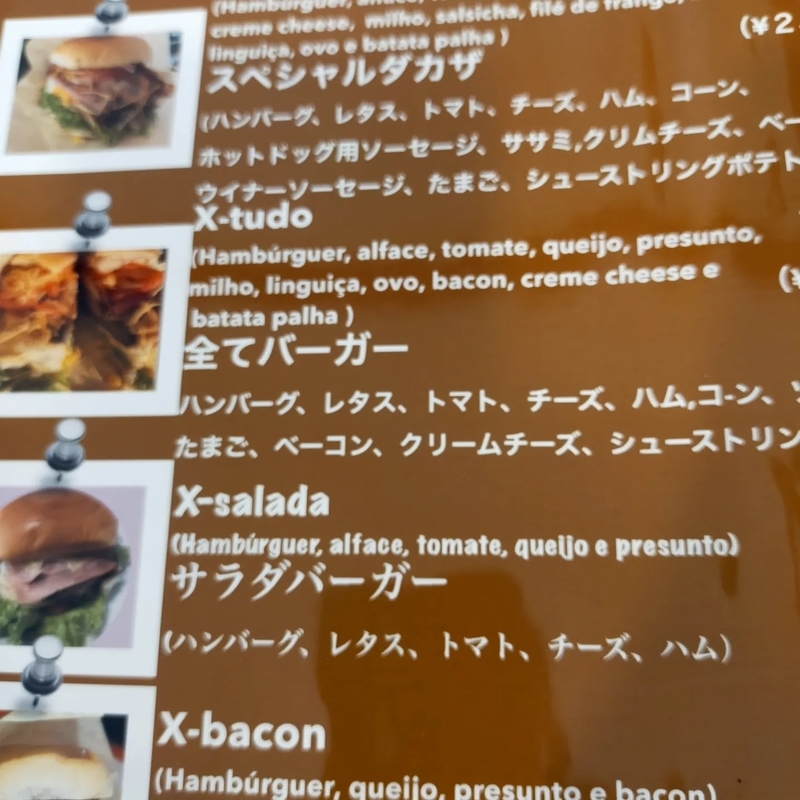 (Hambúrguer, alface, tomate,
creme cheese, milho, salsicha, filé de frango,
linguiça, ovo e batata palha )
(¥2
スペシャルダカザ
(ハンバーグ、レタス、トマト、チーズ、ハム、コーン、
ホットドッグ用ソーセージ、ササミ,クリムチーズ、ベー
ウイナーソーセージ、たまご、シューストリングポテト
X-tudo
(Hambúrguer, alface, tomate, queijo, presunto,
milho, linguiça, ovo, bacon, creme cheese e
(¥
batata palha )
全てバーガー
ハンバーグ、レタス、トマト、チーズ、ハム,コ-ン、ソ
たまご、ベーコン、クリームチーズ、シューストリン
X-salada
(Hambúrguer, alface, tomate, queijo e presunto)
サラダバーガー
(ハンバーグ、レタス、トマト、チーズ、ハム)
X-bacon
(Hambúrguer, queijo, presunto e bacon)